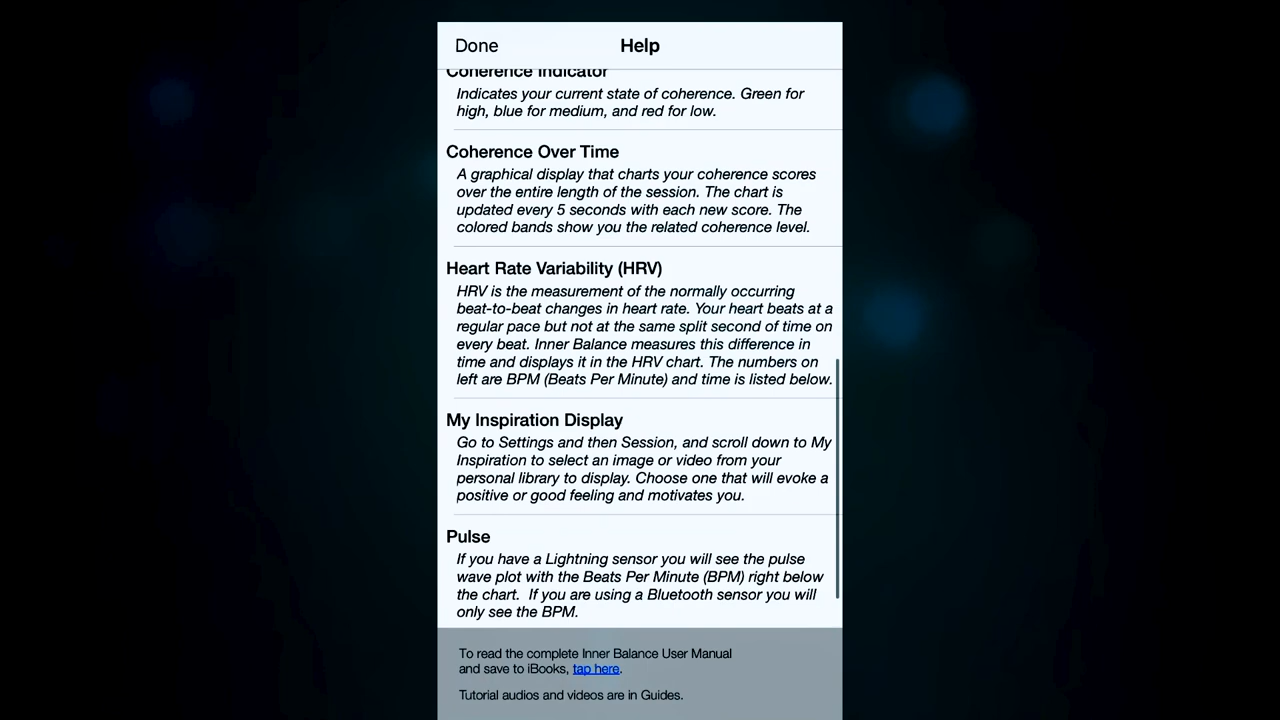 Done
Help
Coherence Indicator
Indicates your current state of coherence. Green for
high, blue for medium, and red for low.
Coherence Over Time
A graphical display that charts your coherence scores
over the entire length of the session. The chart is
updated every 5 seconds with each new score. The
colored bands show you the related coherence level.
Heart Rate Variability (HRV)
HRV is the measurement of the normally occurring
beat-to-beat changes in heart rate. Your heart beats at a
regular pace but not at the same split second of time on
every beat. Inner Balance measures this difference in
time and displays it in the HRV chart. The numbers on
left are BPM (Beats Per Minute) and time is listed below.
My Inspiration Display
Go to Settings and then Session, and scroll down to My
Inspiration to select an image or video from your
personal library to display. Choose one that will evoke a
positive or good feeling and motivates you.
Pulse
If you have a Lightning sensor you will see the pulse
wave plot with the Beats Per Minute (BPM) right below
the chart.  If you are using a Bluetooth sensor you will
only see the BPM.
To read the complete Inner Balance User Manual
and save to iBooks, tap here.
Tutorial audios and videos are in Guides.